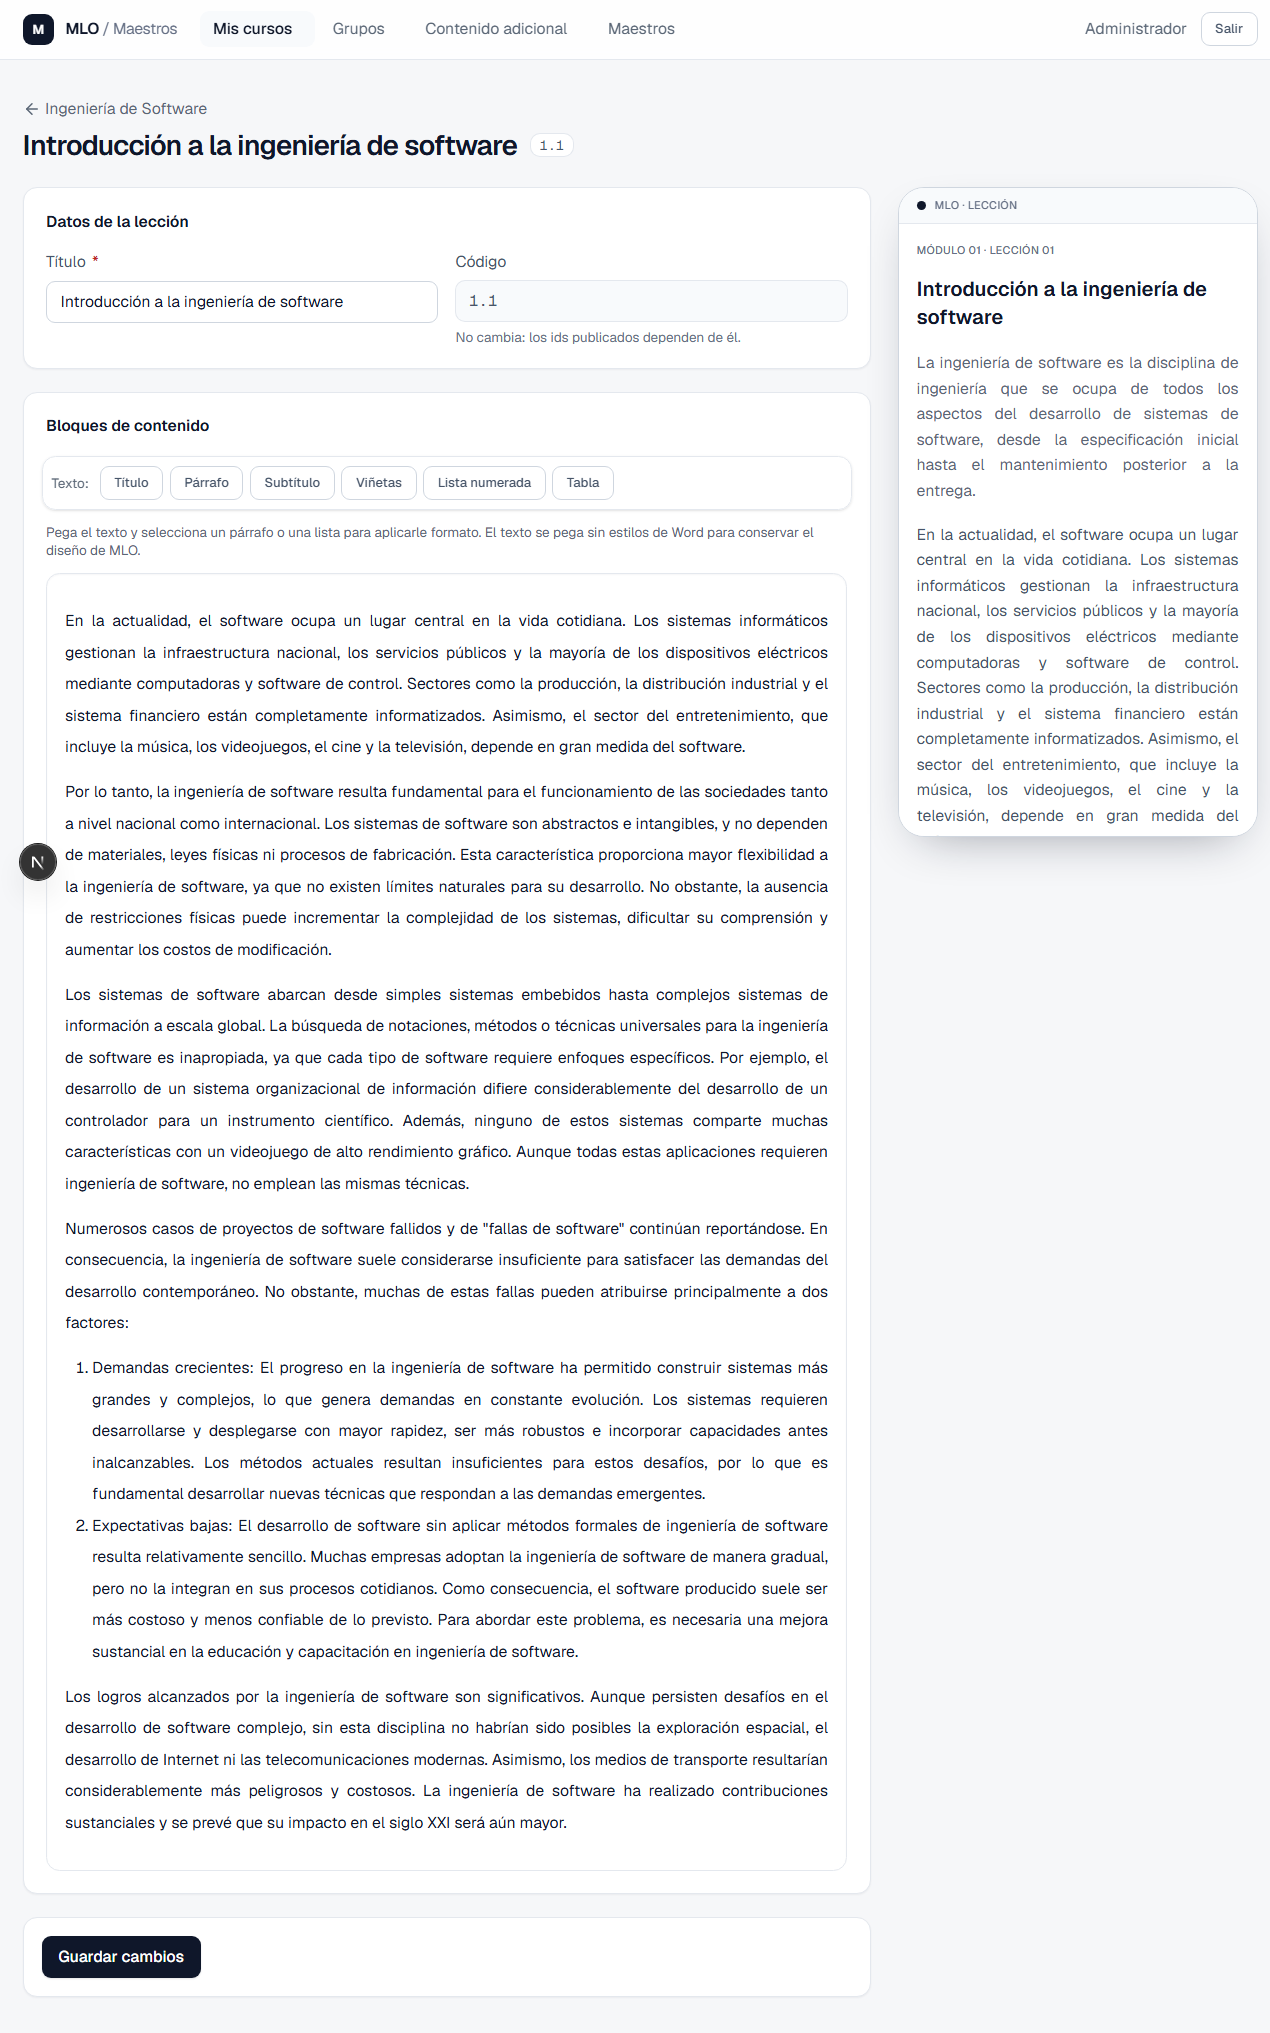 M MLO / Maestros Mis cursos Grupos Contenido adicional Maestros Administrador Salir
← Ingeniería de Software
Introducción a la ingeniería de software 1.1
Datos de la lección
Título * Código
Introducción a la ingeniería de software 1.1
No cambia: los ids publicados dependen de él.
Bloques de contenido
Texto: Título Párrafo Subtítulo Viñetas Lista numerada Tabla
Pega el texto y selecciona un párrafo o una lista para aplicarle formato. El texto se pega sin estilos de Word para conservar el
diseño de MLO.
En la actualidad, el software ocupa un lugar central en la vida cotidiana. Los sistemas informáticos
gestionan la infraestructura nacional, los servicios públicos y la mayoría de los dispositivos eléctricos
mediante computadoras y software de control. Sectores como la producción, la distribución industrial y el
sistema financiero están completamente informatizados. Asimismo, el sector del entretenimiento, que
incluye la música, los videojuegos, el cine y la televisión, depende en gran medida del software.
Por lo tanto, la ingeniería de software resulta fundamental para el funcionamiento de las sociedades tanto
a nivel nacional como internacional. Los sistemas de software son abstractos e intangibles, y no dependen
de materiales, leyes físicas ni procesos de fabricación. Esta característica proporciona mayor flexibilidad a
la ingeniería de software, ya que no existen límites naturales para su desarrollo. No obstante, la ausencia
de restricciones físicas puede incrementar la complejidad de los sistemas, dificultar su comprensión y
aumentar los costos de modificación.
Los sistemas de software abarcan desde simples sistemas embebidos hasta complejos sistemas de
información a escala global. La búsqueda de notaciones, métodos o técnicas universales para la ingeniería
de software es inapropiada, ya que cada tipo de software requiere enfoques específicos. Por ejemplo, el
desarrollo de un sistema organizacional de información difiere considerablemente del desarrollo de un
controlador para un instrumento científico. Además, ninguno de estos sistemas comparte muchas
características con un videojuego de alto rendimiento gráfico. Aunque todas estas aplicaciones requieren
ingeniería de software, no emplean las mismas técnicas.
Numerosos casos de proyectos de software fallidos y de "fallas de software" continúan reportándose. En
consecuencia, la ingeniería de software suele considerarse insuficiente para satisfacer las demandas del
desarrollo contemporáneo. No obstante, muchas de estas fallas pueden atribuirse principalmente a dos
factores:
1. Demandas crecientes: El progreso en la ingeniería de software ha permitido construir sistemas más
grandes y complejos, lo que genera demandas en constante evolución. Los sistemas requieren
desarrollarse y desplegarse con mayor rapidez, ser más robustos e incorporar capacidades antes
inalcanzables. Los métodos actuales resultan insuficientes para estos desafíos, por lo que es
fundamental desarrollar nuevas técnicas que respondan a las demandas emergentes.
2. Expectativas bajas: El desarrollo de software sin aplicar métodos formales de ingeniería de software
resulta relativamente sencillo. Muchas empresas adoptan la ingeniería de software de manera gradual,
pero no la integran en sus procesos cotidianos. Como consecuencia, el software producido suele ser
más costoso y menos confiable de lo previsto. Para abordar este problema, es necesaria una mejora
sustancial en la educación y capacitación en ingeniería de software.
Los logros alcanzados por la ingeniería de software son significativos. Aunque persisten desafíos en el
desarrollo de software complejo, sin esta disciplina no habrían sido posibles la exploración espacial, el
desarrollo de Internet ni las telecomunicaciones modernas. Asimismo, los medios de transporte resultarían
considerablemente más peligrosos y costosos. La ingeniería de software ha realizado contribuciones
sustanciales y se prevé que su impacto en el siglo XXI será aún mayor.
N
Guardar cambios
MLO · LECCIÓN
MÓDULO 01 · LECCIÓN 01
Introducción a la ingeniería de
software
La ingeniería de software es la disciplina de
ingeniería que se ocupa de todos los
aspectos del desarrollo de sistemas de
software, desde la especificación inicial
hasta el mantenimiento posterior a la
entrega.
En la actualidad, el software ocupa un lugar
central en la vida cotidiana. Los sistemas
informáticos gestionan la infraestructura
nacional, los servicios públicos y la mayoría
de los dispositivos eléctricos mediante
computadoras y software de control.
Sectores como la producción, la distribución
industrial y el sistema financiero están
completamente informatizados. Asimismo, el
sector del entretenimiento, que incluye la
música, los videojuegos, el cine y la
televisión, depende en gran medida del